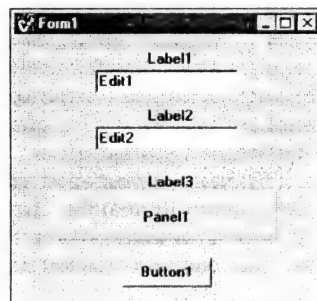 Form1
Label1
Edit1
Label2
Edit2
Label3
Panel1
Button1